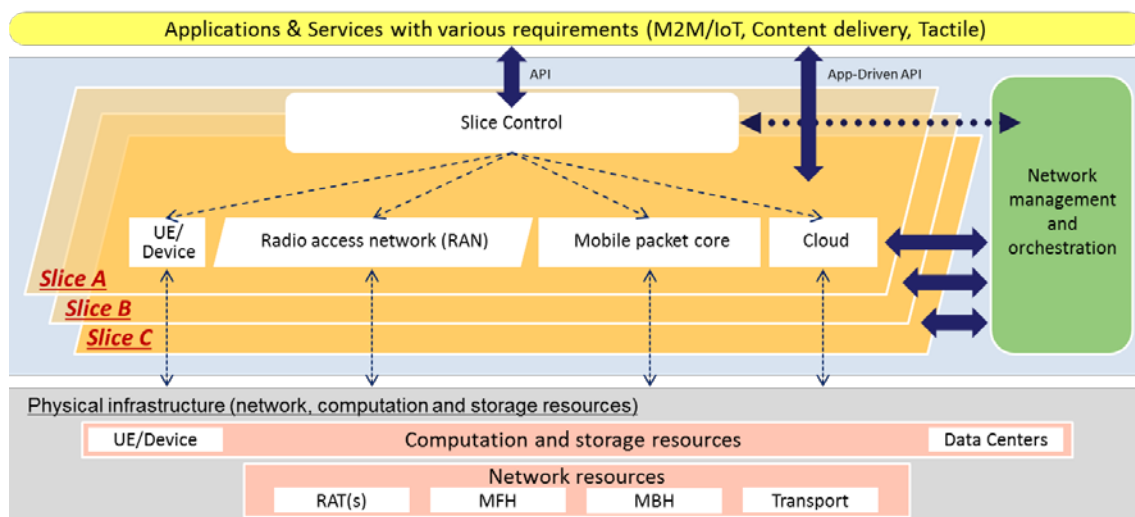 Applications & Services with various requirements (M2M/IoT, Content delivery, Tactile)
API
App-Driven API
Slice Control
Network
management
and
orchestration
UE/
Device
Radio access network (RAN)
Mobile packet core
Cloud
Slice A
Slice B
Slice C
Physical infrastructure (network, computation and storage resources)
UE/Device
Computation and storage resources
Data Centers
Network resources
RAT(s)
MFH
MBH
Transport